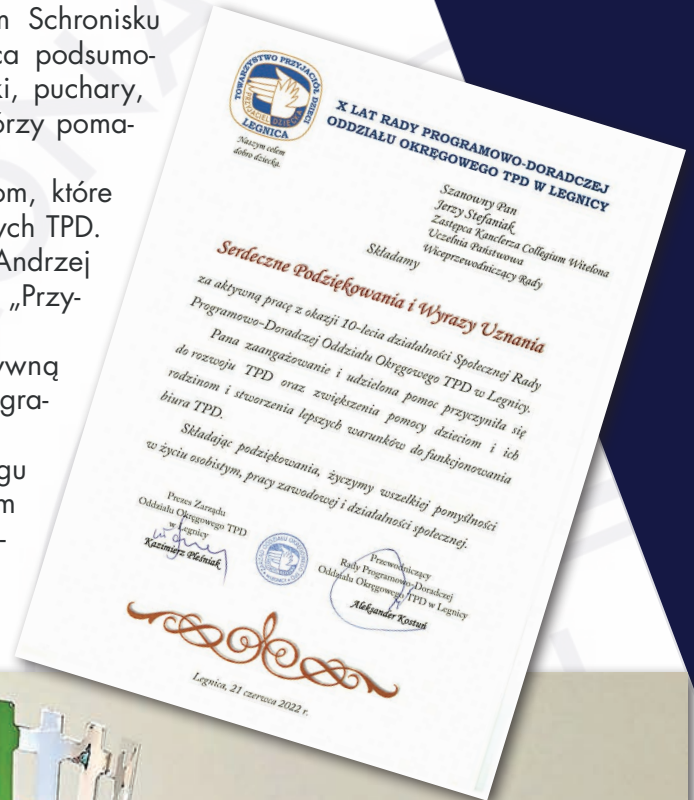 m Schronisku
ca podsumo-
ki, puchary,
órzy poma-
om, które
ych TPD.
Andrzej
„Przy-
ywną
gra-
gu
m
-
TOWARZYSTWO PRZYJACIÓŁ DZIECI
PRZYJACIEL DZIECKA
LEGNICA
Naszym celem
dobro dziecka.
X LAT RADY PROGRAMOWO-DORADCZEJ
ODDZIAŁU OKRĘGOWEGO TPD W LEGNICY
Szanowny Pan
Jerzy Stefaniak
Zastępca Kanclerza Collegium Witelona
Uczelnia Państwowa
Wiceprzewodniczący Rady
Składamy
Serdeczne Podziękowania i Wyrazy Uznania
za aktywną pracę z okazji 10-lecia działalności Społecznej Rady
Programowo-Doradczej Oddziału Okręgowego TPD w Legnicy.
Pana zaangażowanie i udzielona pomoc przyczyniła się
do rozwoju TPD oraz zwiększenia pomocy dzieciom i ich
rodzinom i stworzenia lepszych warunków do funkcjonowania
biura TPD.
Składając podziękowania, życzymy wszelkiej pomyślności
w życiu osobistym, pracy zawodowej i działalności społecznej.
Prezes Zarządu
Oddziału Okręgowego TPD
w Legnicy
Kazimierz Pleśniak
Przewodniczący
Rady Programowo-Doradczej
Oddziału Okręgowego TPD w Legnicy
Aleksander Kostuń
Legnica, 21 czerwca 2022 r.